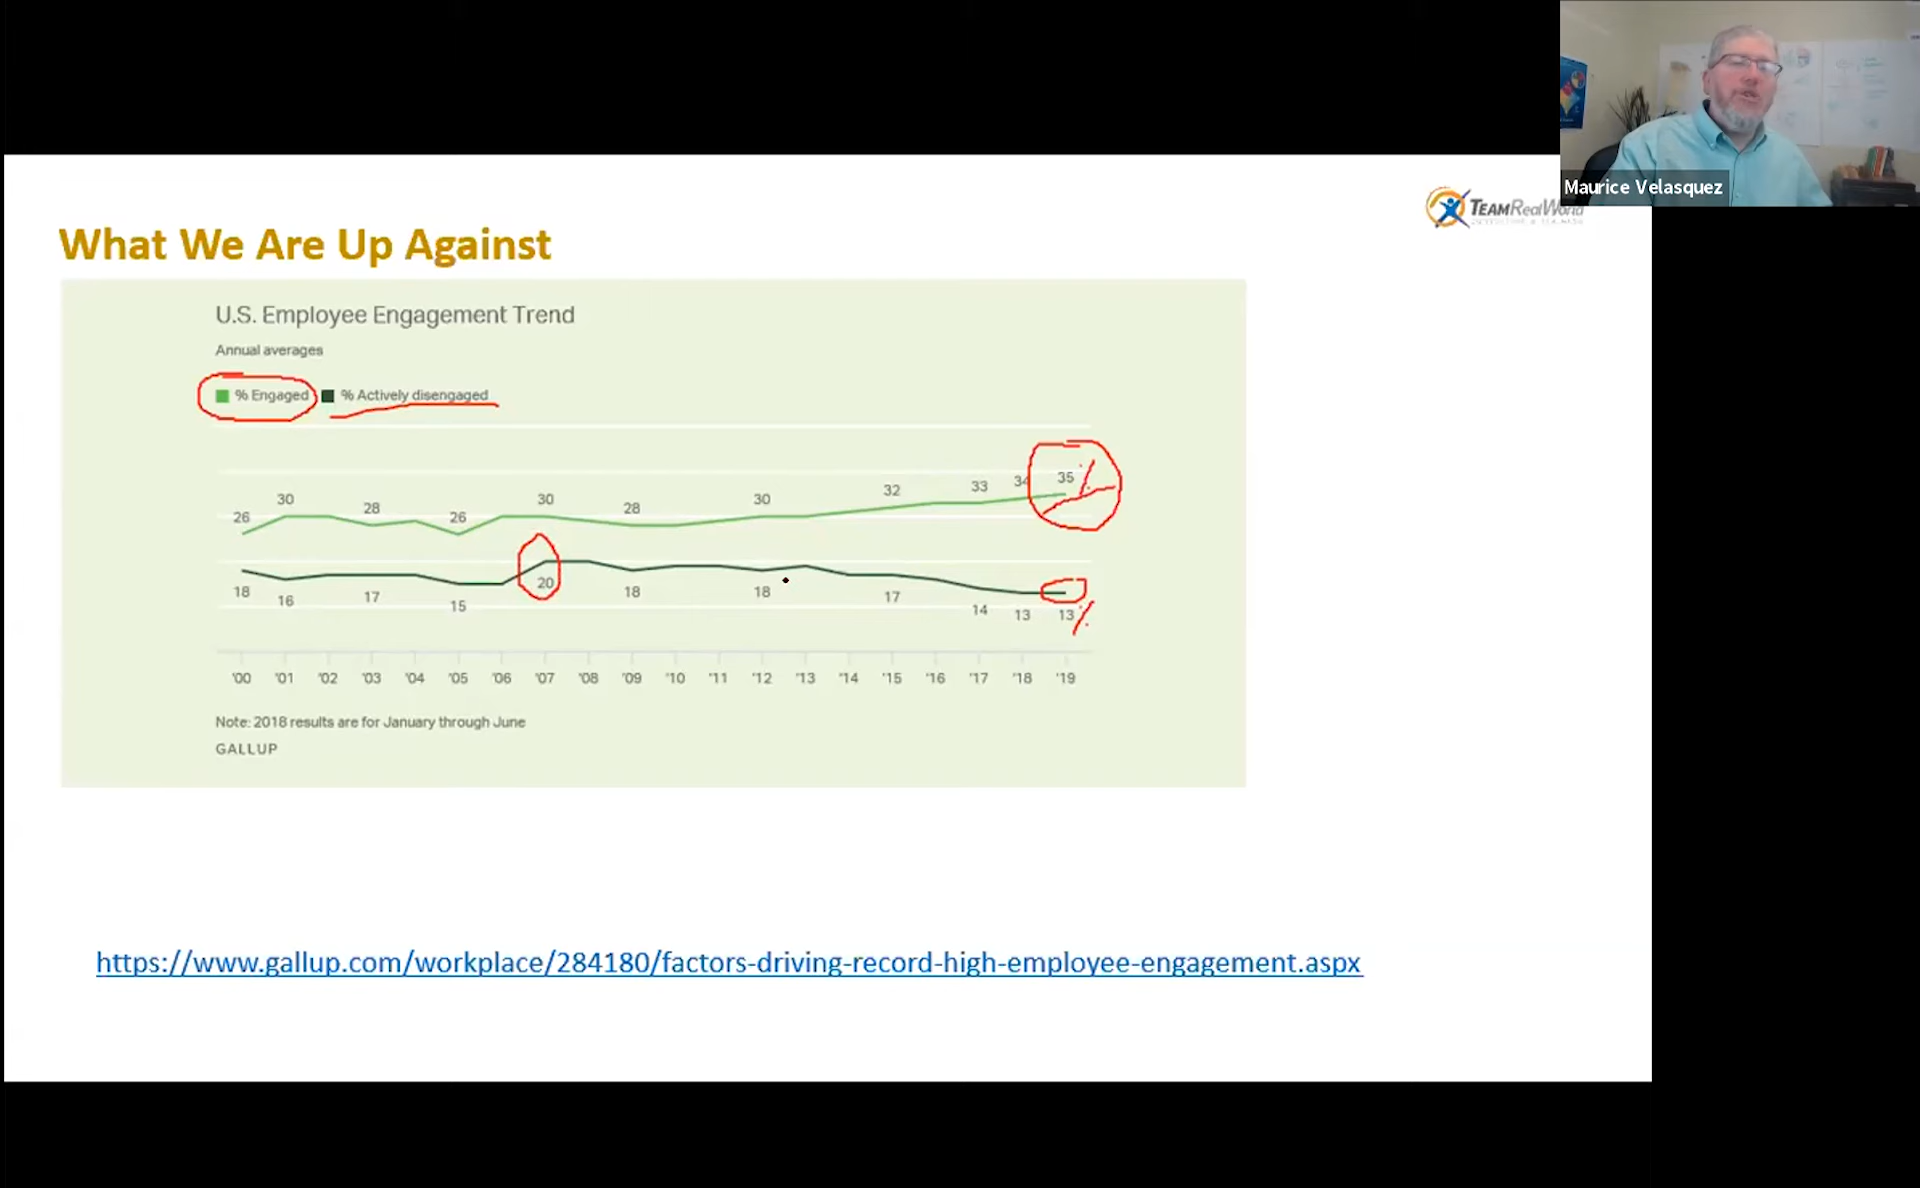 Maurice Velasquez
TEAMRealWorld
What We Are Up Against
U.S. Employee Engagement Trend
Annual averages
% Engaged % Actively disengaged
26 30 28 26 30 28 30 32 33 34 35 %
18 16 17 15 20 18 18 17 14 13 13 %
'00 '01 '02 '03 '04 '05 '06 '07 '08 '09 '10 '11 '12 '13 '14 '15 '16 '17 '18 '19
Note: 2018 results are for January through June
GALLUP
https://www.gallup.com/workplace/284180/factors-driving-record-high-employee-engagement.aspx